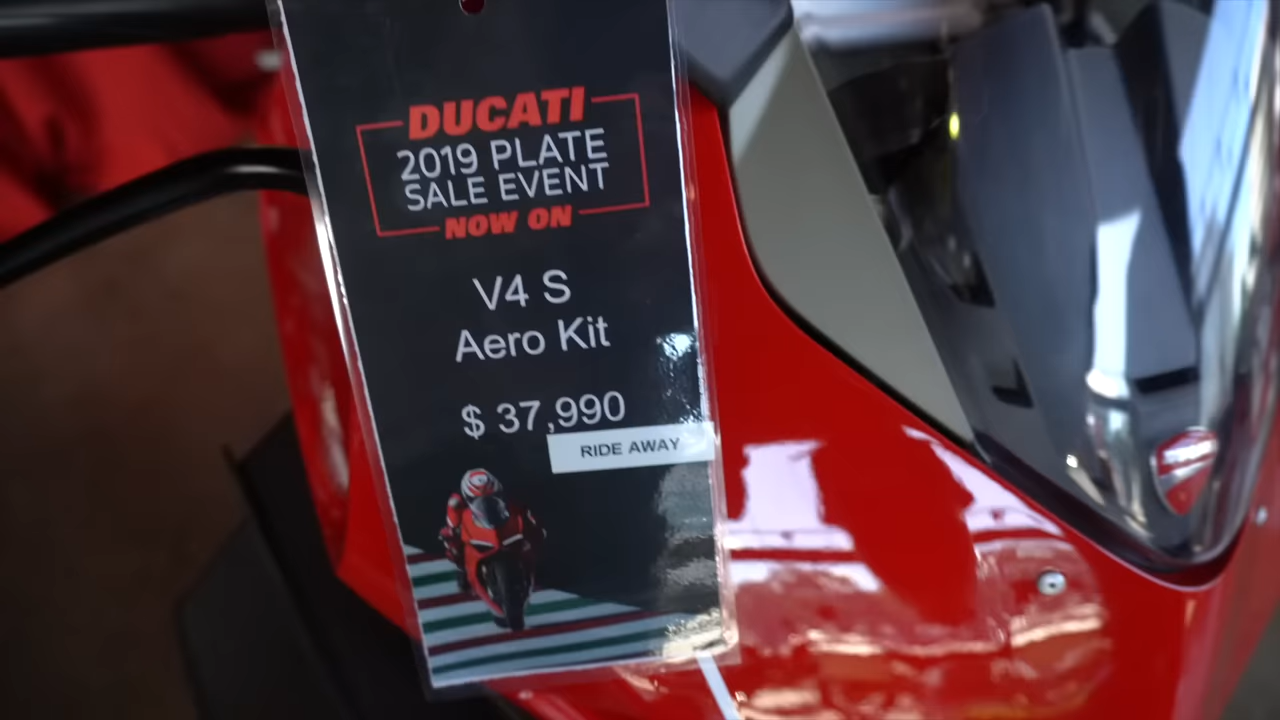 DUCATI
2019 PLATE
SALE EVENT
NOW ON
V4 S
Aero Kit
$ 37,990
RIDE AWAY